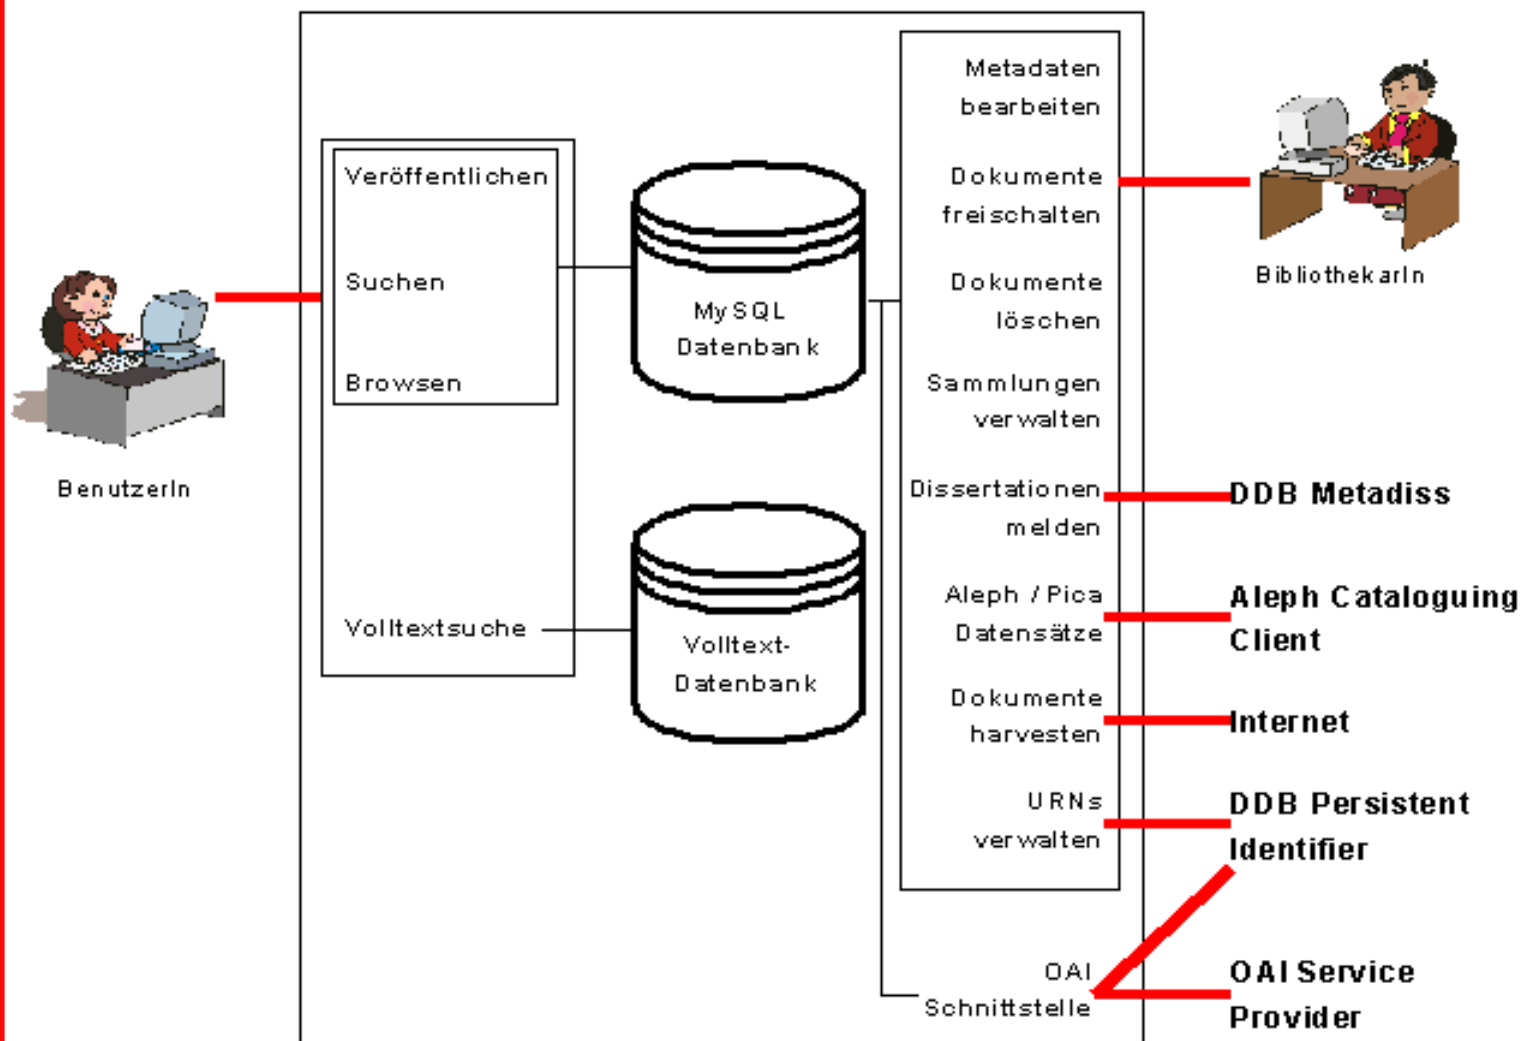 Metadaten
bearbeiten
Veröffentlichen
Dokumente
freischalten
BibliothekarIn
Suchen
Dokumente
löschen
MySQL
Datenbank
Browsen
Sammlungen
verwalten
BenutzerIn
Dissertationen
melden
DDB Metadiss
Aleph / Pica
Datensätze
Aleph Cataloguing
Client
Volltextsuche
Volltext-
Datenbank
Dokumente
harvesten
Internet
URNs
verwalten
DDB Persistent
Identifier
OAI
Schnittstelle
OAI Service
Provider